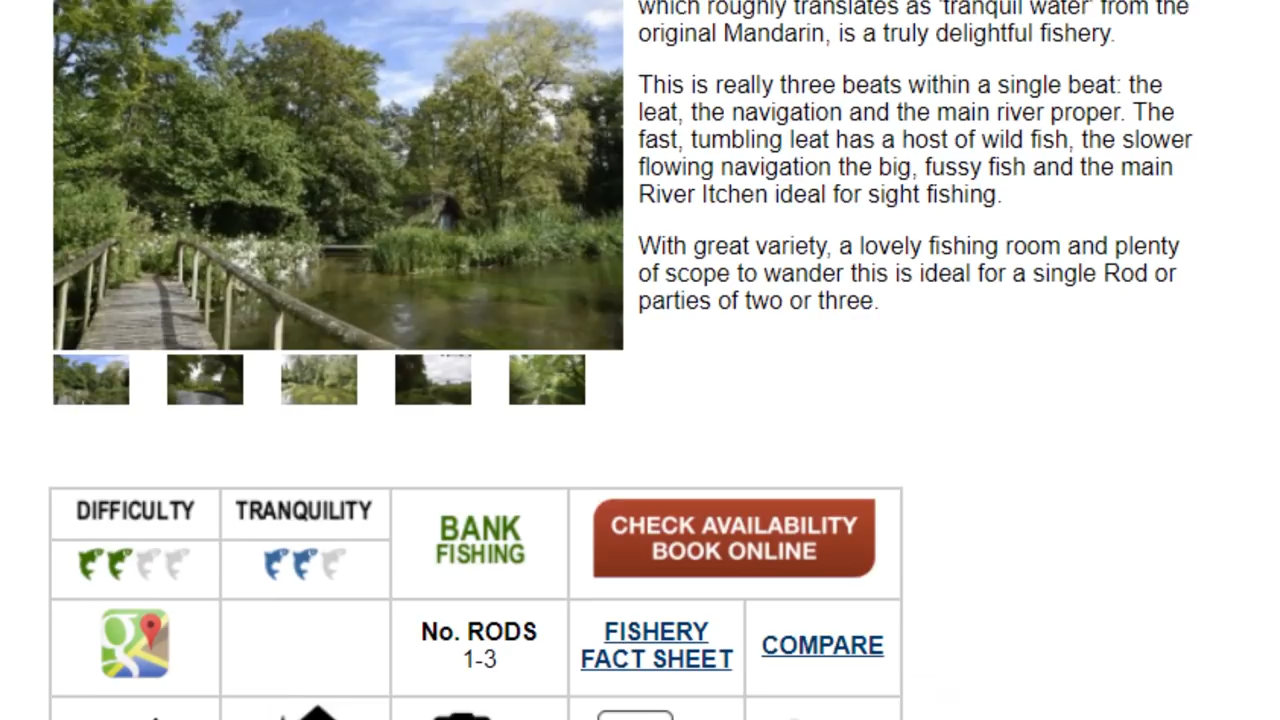 which roughly translates as 'tranquil water' from the
original Mandarin, is a truly delightful fishery.
This is really three beats within a single beat: the
leat, the navigation and the main river proper. The
fast, tumbling leat has a host of wild fish, the slower
flowing navigation the big, fussy fish and the main
River Itchen ideal for sight fishing.
With great variety, a lovely fishing room and plenty
of scope to wander this is ideal for a single Rod or
parties of two or three.
DIFFICULTY
TRANQUILITY
BANK
FISHING
CHECK AVAILABILITY
BOOK ONLINE
No. RODS
1-3
FISHERY
FACT SHEET
COMPARE